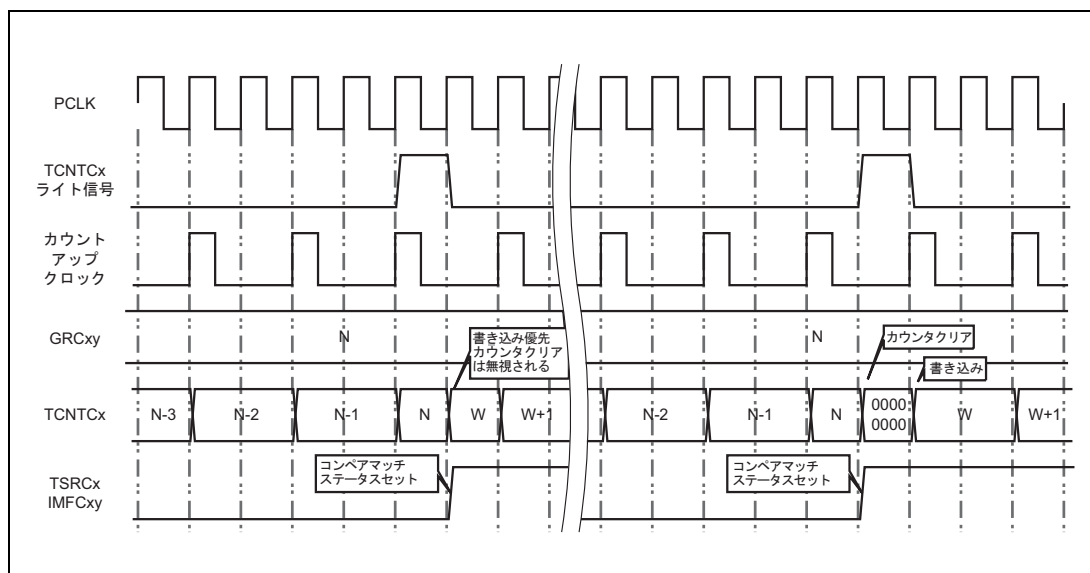 PCLK
TCNTCx
ライト信号
カウント
アップ
クロック
GRCxy
N
書き込み優先
カウンタクリア
は無視される
N
カウンタクリア
書き込み
TCNTCx
N-3
N-2
N-1
N
W
W+1
N-2
N-1
N
0000
0000
W
W+1
コンペアマッチ
ステータスセット
コンペアマッチ
ステータスセット
TSRCx
IMFCxy